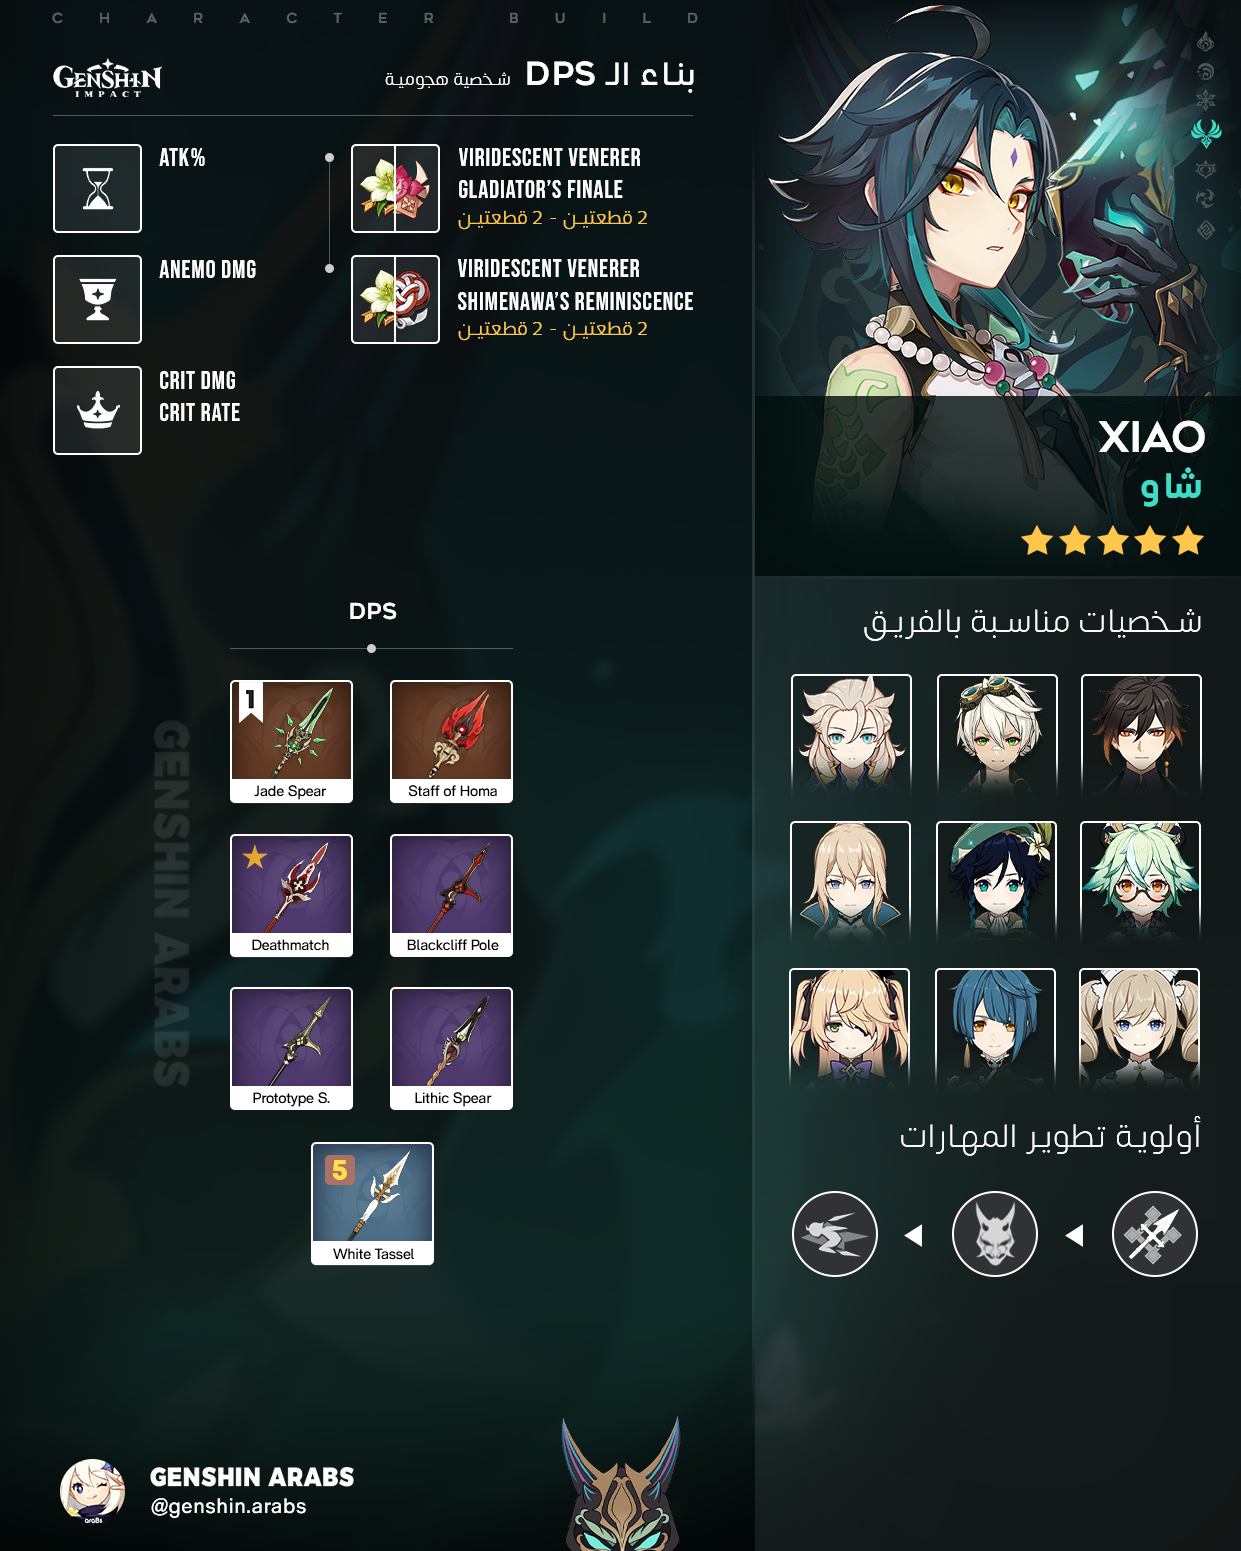 CHARACTER BUILD
GENSHIN
IMPACT
بناء الـ DPS شخصية هجومية
ATK%
ANEMO DMG
CRIT DMG
CRIT RATE
VIRIDESCENT VENERER
GLADIATOR'S FINALE
2 قطعتين - 2 قطعتين
VIRIDESCENT VENERER
SHIMENAWA'S REMINISCENCE
2 قطعتين - 2 قطعتين
XIAO
شاو
DPS
1
Jade Spear
Staff of Homa
Deathmatch
Blackcliff Pole
Prototype S.
Lithic Spear
5
White Tassel
GENSHIN ARABS
شخصيات مناسبة بالفريق
أولوية تطوير المهارات
araBs
GENSHIN ARABS
@genshin.arabs